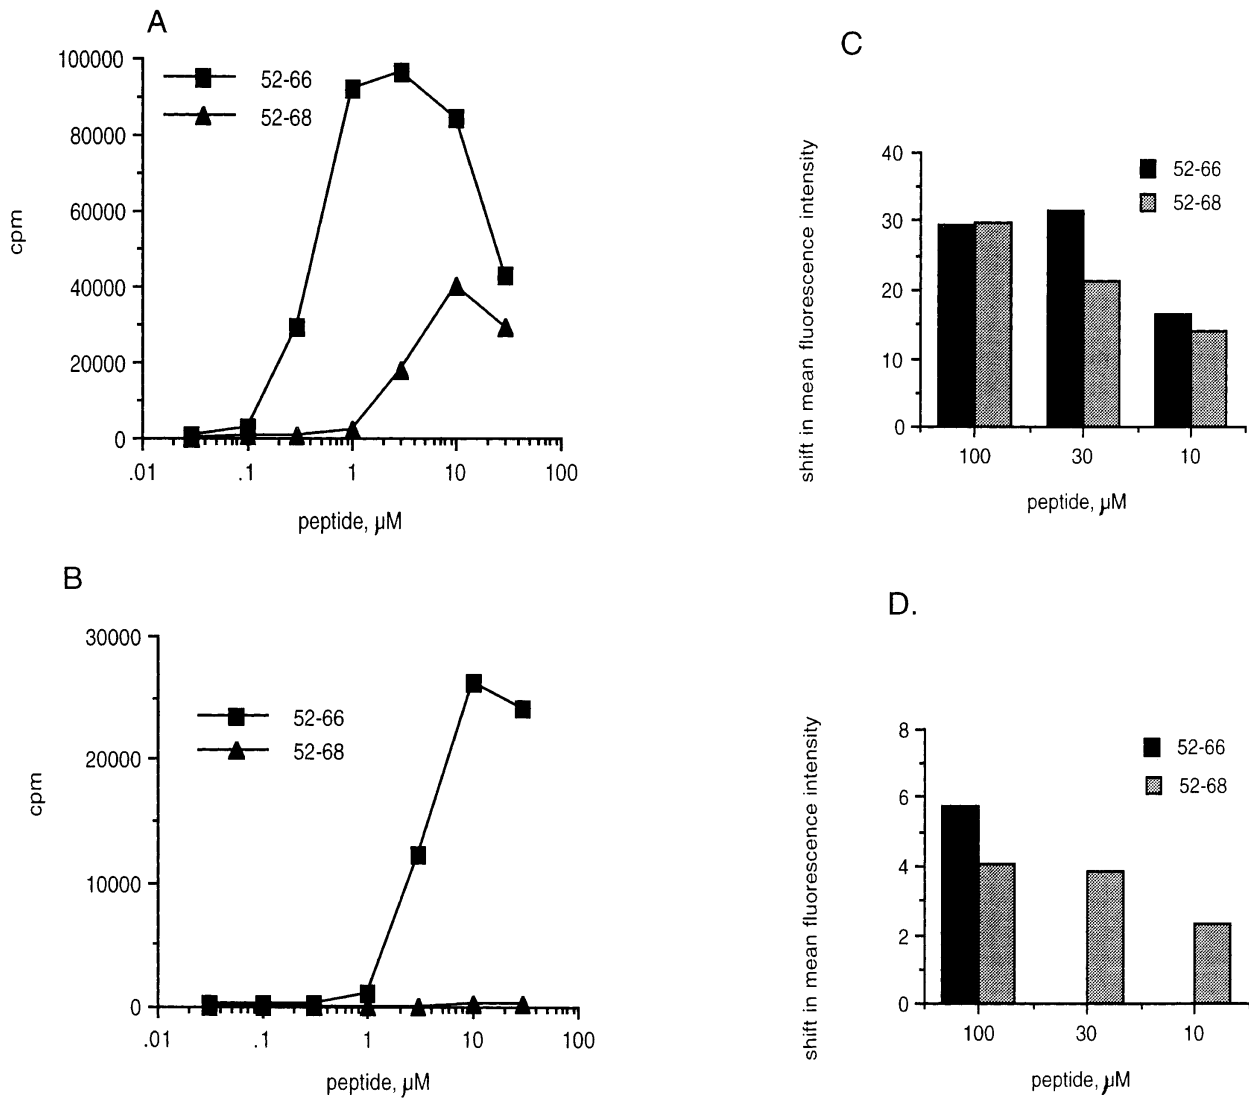 A
100000
80000
60000
40000
20000
0
cpm
52-66
52-68
.01 .1 1 10 100
peptide, µM
B
30000
20000
10000
0
cpm
52-66
52-68
.01 .1 1 10 100
peptide, µM
C
40
30
20
10
0
shift in mean fluorescence intensity
52-66
52-68
100 30 10
peptide, µM
D.
8
6
4
2
0
shift in mean fluorescence intensity
52-66
52-68
100 30 10
peptide, µM